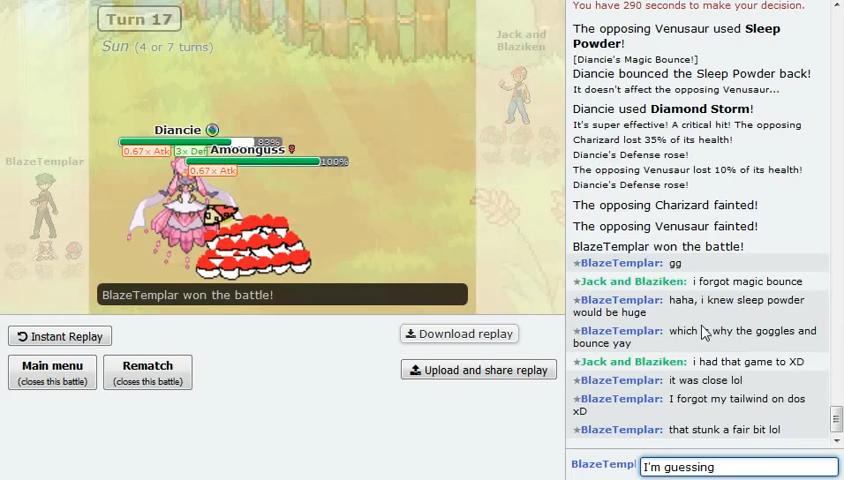 Turn 17
Sun (4 or 7 turns)
Jack and
Blaziken
BlazeTemplar
Diancie
83%
0.67× Atk 3× Def
Amoonguss
100%
0.67× Atk
BlazeTemplar won the battle!
Instant Replay
Download replay
Main menu
(closes this battle)
Rematch
(closes this battle)
Upload and share replay
You have 290 seconds to make your decision.
The opposing Venusaur used Sleep
Powder!
[Diancie's Magic Bounce!]
Diancie bounced the Sleep Powder back!
It doesn't affect the opposing Venusaur...
Diancie used Diamond Storm!
It's super effective! A critical hit! The opposing
Charizard lost 35% of its health!
Diancie's Defense rose!
The opposing Venusaur lost 10% of its health!
Diancie's Defense rose!
The opposing Charizard fainted!
The opposing Venusaur fainted!
BlazeTemplar won the battle!
★BlazeTemplar: gg
★Jack and Blaziken: i forgot magic bounce
★BlazeTemplar: haha, i knew sleep powder
would be huge
★BlazeTemplar: which why the goggles and
bounce yay
★Jack and Blaziken: i had that game to XD
★BlazeTemplar: it was close lol
★BlazeTemplar: I forgot my tailwind on dos
xD
★BlazeTemplar: that stunk a fair bit lol
BlazeTempl I'm guessing